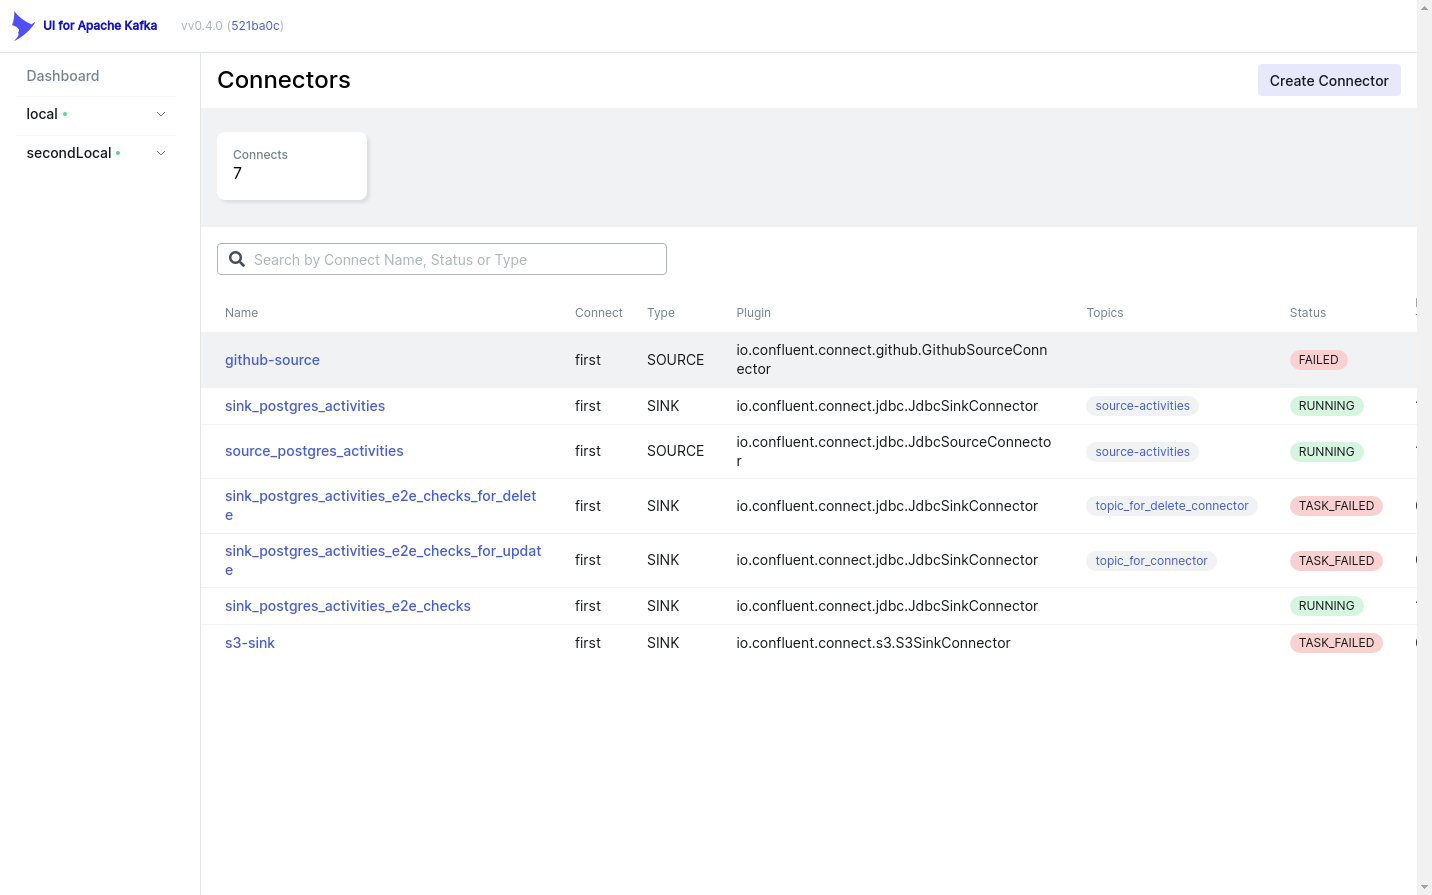 UI for Apache Kafka vv0.4.0 (521ba0c)
Dashboard
local
secondLocal
Connectors
Create Connector
Connects
7
Search by Connect Name, Status or Type
Name Connect Type Plugin Topics Status
github-source first SOURCE io.confluent.connect.github.GithubSourceConn
ector FAILED
sink_postgres_activities first SINK io.confluent.connect.jdbc.JdbcSinkConnector source-activities RUNNING
source_postgres_activities first SOURCE io.confluent.connect.jdbc.JdbcSourceConnecto
r source-activities RUNNING
sink_postgres_activities_e2e_checks_for_delet
e first SINK io.confluent.connect.jdbc.JdbcSinkConnector topic_for_delete_connector TASK_FAILED
sink_postgres_activities_e2e_checks_for_updat
e first SINK io.confluent.connect.jdbc.JdbcSinkConnector topic_for_connector TASK_FAILED
sink_postgres_activities_e2e_checks first SINK io.confluent.connect.jdbc.JdbcSinkConnector RUNNING
s3-sink first SINK io.confluent.connect.s3.S3SinkConnector TASK_FAILED